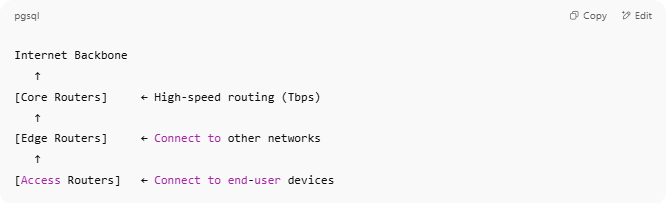 pgsql Copy Edit
Internet Backbone
↑
[Core Routers] ← High-speed routing (Tbps)
↑
[Edge Routers] ← Connect to other networks
↑
[Access Routers] ← Connect to end-user devices